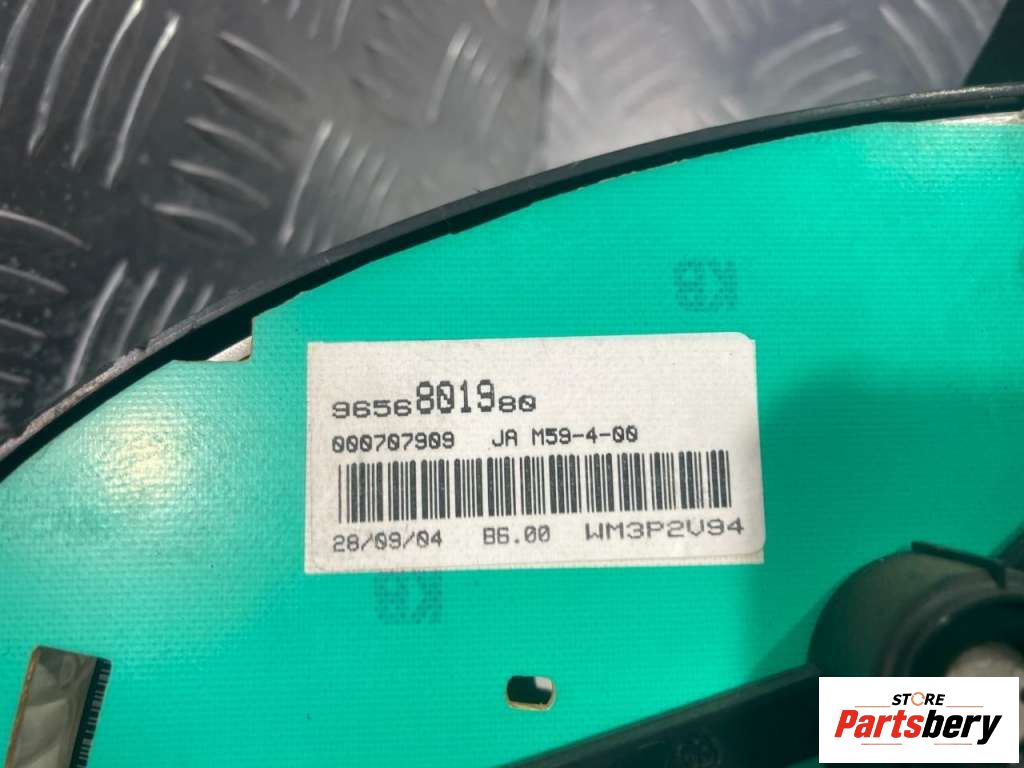 KB
9656801980
000707909 JA M59-4-00
28/09/04 B6.00 WM3P2V94
KB
STORE
Partsbery